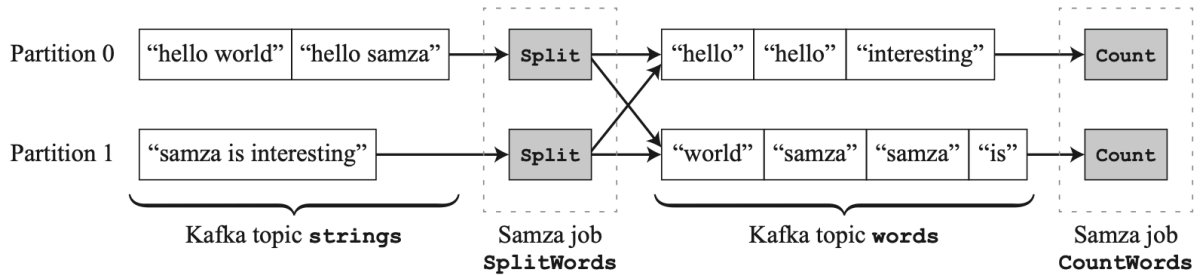 Partition 0 “hello world” “hello samza” Split “hello” “hello” “interesting” Count
Partition 1 “samza is interesting” Split “world” “samza” “samza” “is” Count
Kafka topic strings Samza job Kafka topic words Samza job
SplitWords CountWords